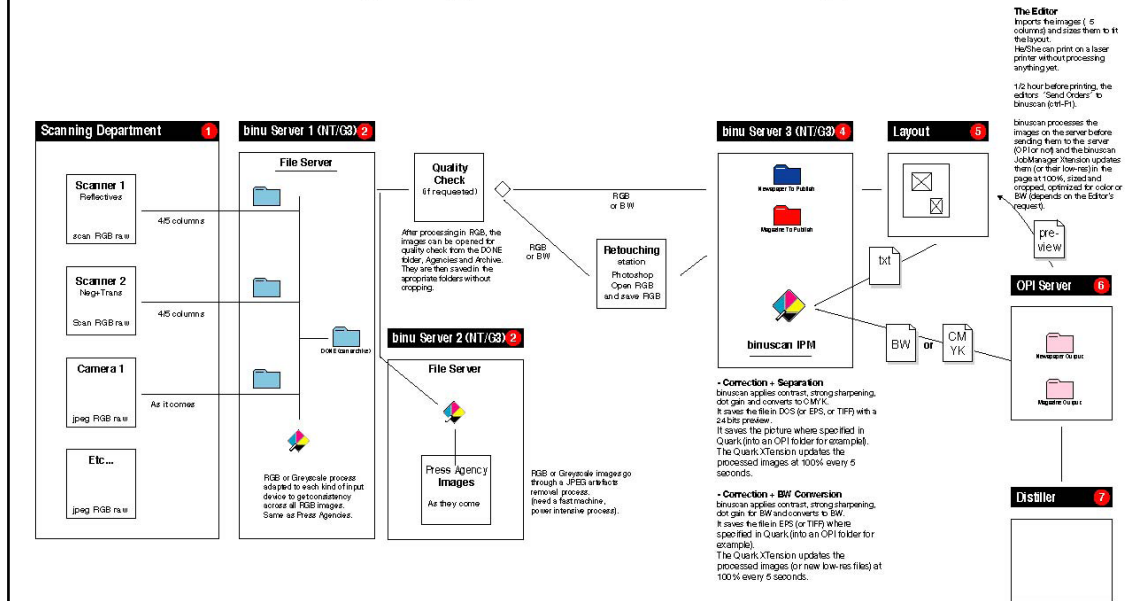 Scanning Department 1
Scanner 1
Reflectives
scan RGB raw
4/5 columns
Scanner 2
Neg+Trans
Scan RGB raw
4/5 columns
Camera 1
jpeg RGB raw
As it comes
Etc...
jpeg RGB raw
binu Server 1 (NT/G3) 2
File Server
DONE (can archive)
RGB or Greyscale process
adapted to each kind of input
device to get consistency
across all RGB images.
Same as Press Agencies.
Quality
Check
(if requested)
After processing in RGB, the
images can be opened for
quality check from the DONE
folder, Agencies and Archive.
They are then saved in the
apropriate folders without
cropping.
binu Server 2 (NT/G3) 2
File Server
Press Agency
Images
As they come
RGB or Greyscale images go
through a JPEG artefacts
removal process.
(need a fast machine,
power intensive process).
RGB
or BW
RGB
or BW
Retouching
station
Photoshop
Open RGB
and save RGB
binu Server 3 (NT/G3) 4
Newspaper To Publish
Magazine To Publish
binuscan IPM
- Correction + Separation
binuscan applies contrast, strong sharpening,
dot gain and converts to CMYK.
It saves the file in DCS (or EPS, or TIFF) with a
24 bits preview.
It saves the picture where specified in
Quark (into an OPI folder for example).
The Quark XTension updates the
processed images at 100% every 5
seconds.
- Correction + BW Conversion
binuscan applies contrast, strong sharpening,
dot gain for BW and converts to BW.
It saves the file in EPS (or TIFF) where
specified in Quark (into an OPI folder for
example).
The Quark XTension updates the
processed images (or new low-res files) at
100% every 5 seconds.
Layout 5
txt
BW or CM
YK
The Editor
Imports the images ( 5
columns) and sizes them to fit
the layout.
He/She can print on a laser
printer without processing
anything yet.
1/2 hour before printing, the
editors "Send Orders" to
binuscan (ctrl-F1).
binuscan processes the
images on the server before
sending them to the server
(OPI or not) and the binuscan
JobManager Xtension updates
them (or their low-res) in the
page at 100%, sized and
cropped, optimized for color or
BW (depends on the Editor's
request).
pre-
view
OPI Server 6
Newspaper Output
Magazine Output
Distiller 7